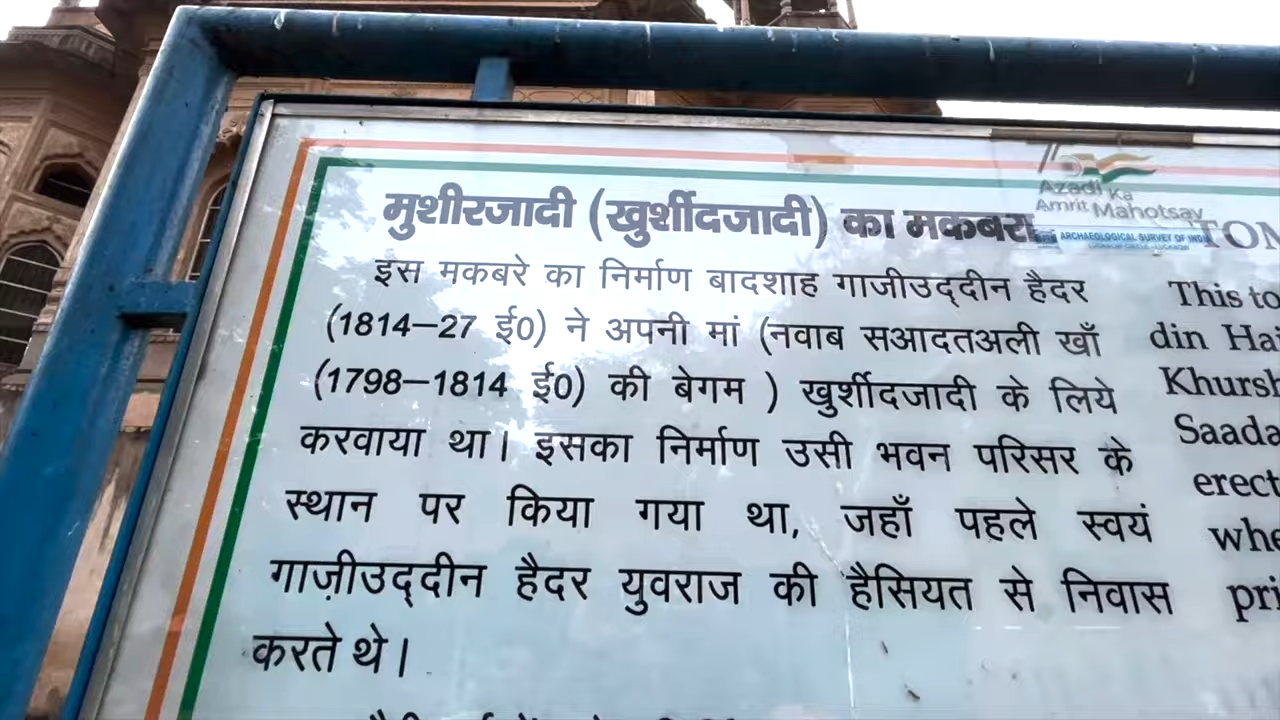 मुशीरजादी (खुर्शीदजादी) का मकबरा
इस मकबरे का निर्माण बादशाह गाजीउद्दीन हैदर
(1814–27 ई0) ने अपनी मां (नवाब सआदतअली खाँ
(1798–1814 ई0) की बेगम ) खुर्शीदजादी के लिये
करवाया था। इसका निर्माण उसी भवन परिसर के
स्थान पर किया गया था, जहाँ पहले स्वयं
गाज़ीउद्दीन हैदर युवराज की हैसियत से निवास
करते थे।
Azadi Ka
Amrit Mahotsav
ARCHAEOLOGICAL SURVEY OF INDIA
TOM
This to
din Hai
Khursh
Saada
erect
whe
pri